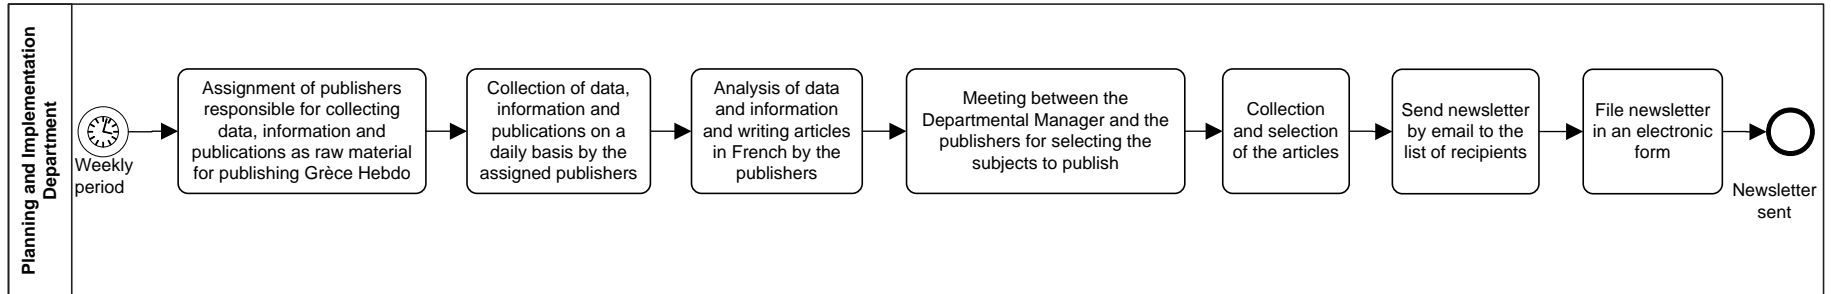 Planning and Implementation
Department
Weekly
period
Assignment of publishers
responsible for collecting
data, information and
publications as raw material
for publishing Grèce Hebdo
Collection of data,
information and
publications on a
daily basis by the
assigned publishers
Analysis of data
and information
and writing articles
in French by the
publishers
Meeting between the
Departmental Manager and the
publishers for selecting the
subjects to publish
Collection
and selection
of the articles
Send newsletter
by email to the
list of recipients
File newsletter
in an electronic
form
Newsletter
sent